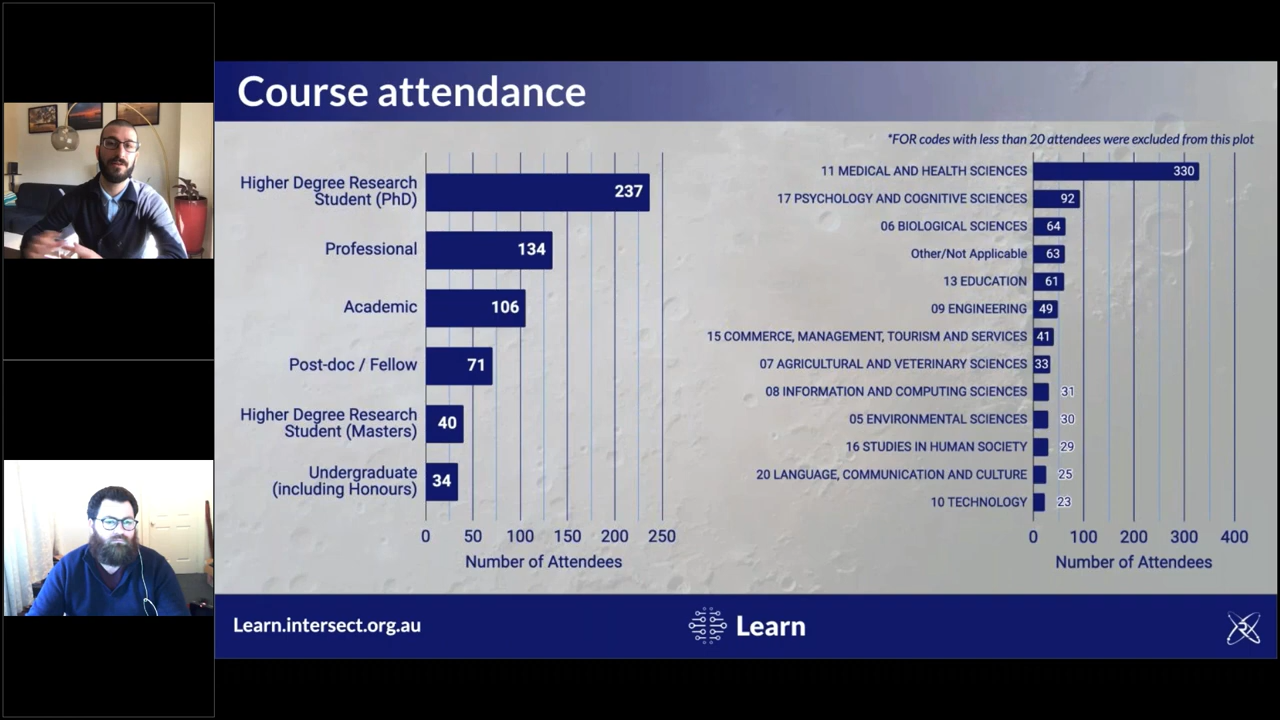 Course attendance
*FOR codes with less than 20 attendees were excluded from this plot
Higher Degree Research
Student (PhD)
237
Professional
134
Academic
106
Post-doc / Fellow
71
Higher Degree Research
Student (Masters)
40
Undergraduate
(including Honours)
34
0 50 100 150 200 250
Number of Attendees
11 MEDICAL AND HEALTH SCIENCES 330
17 PSYCHOLOGY AND COGNITIVE SCIENCES 92
06 BIOLOGICAL SCIENCES 64
Other/Not Applicable 63
13 EDUCATION 61
09 ENGINEERING 49
15 COMMERCE, MANAGEMENT, TOURISM AND SERVICES 41
07 AGRICULTURAL AND VETERINARY SCIENCES 33
08 INFORMATION AND COMPUTING SCIENCES 31
05 ENVIRONMENTAL SCIENCES 30
16 STUDIES IN HUMAN SOCIETY 29
20 LANGUAGE, COMMUNICATION AND CULTURE 25
10 TECHNOLOGY 23
0 100 200 300 400
Number of Attendees
Learn.intersect.org.au
Learn